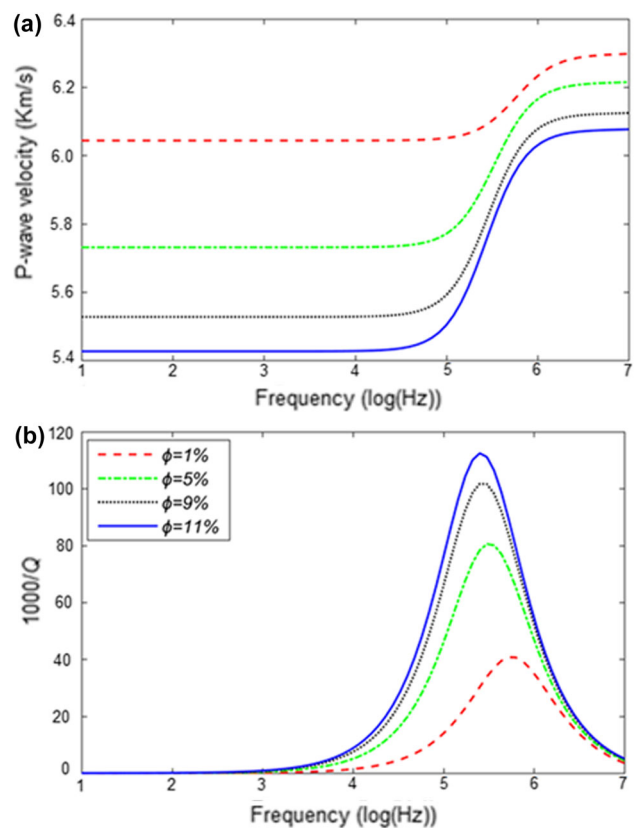 (a)
P-wave velocity (Km/s)
6.4
6.2
6.0
5.8
5.6
5.4
1 2 3 4 5 6 7
Frequency (log(Hz))
(b)
1000/Q
120
100
80
60
40
20
0
ϕ=1%
ϕ=5%
ϕ=9%
ϕ=11%
1 2 3 4 5 6 7
Frequency (log(Hz))